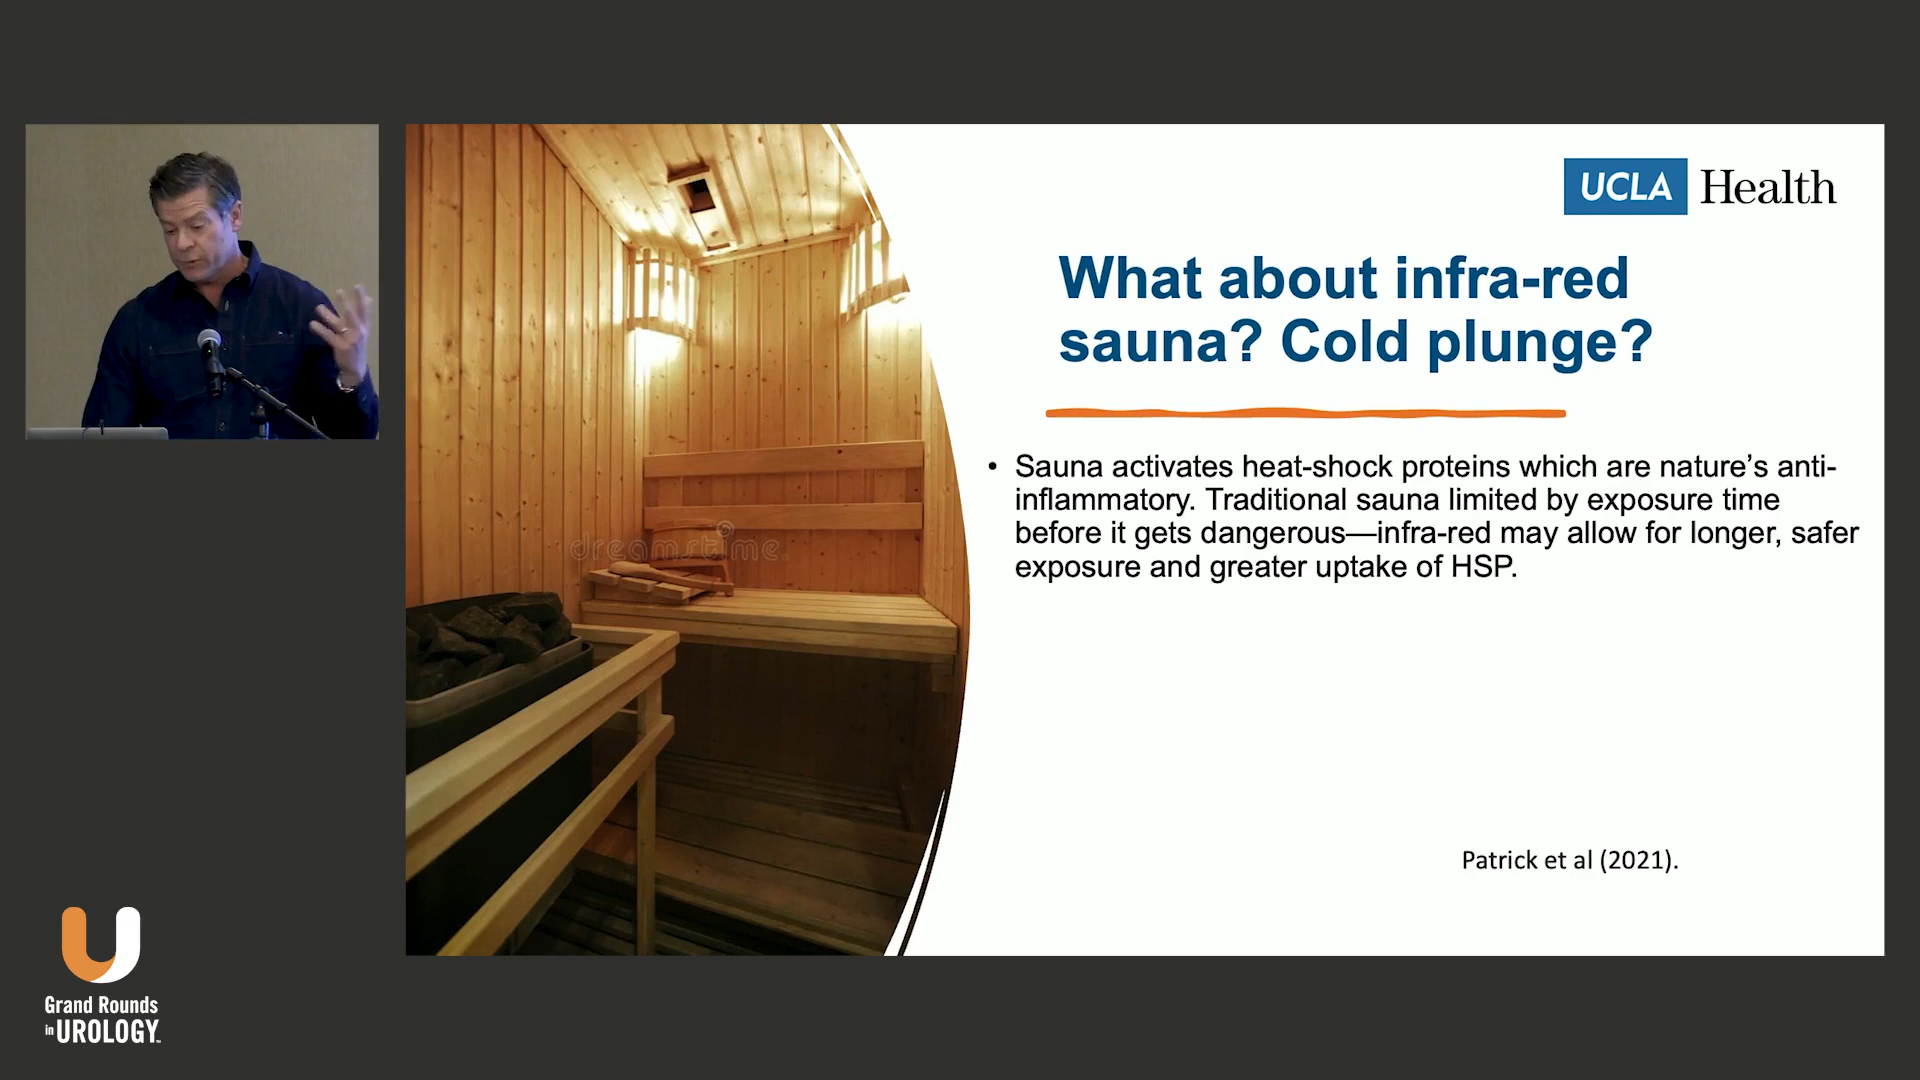 UCLA Health
What about infra-red
sauna? Cold plunge?
• Sauna activates heat-shock proteins which are nature’s anti-
inflammatory. Traditional sauna limited by exposure time
before it gets dangerous—infra-red may allow for longer, safer
exposure and greater uptake of HSP.
dreamstime
Patrick et al (2021).
U
Grand Rounds
in UROLOGY™